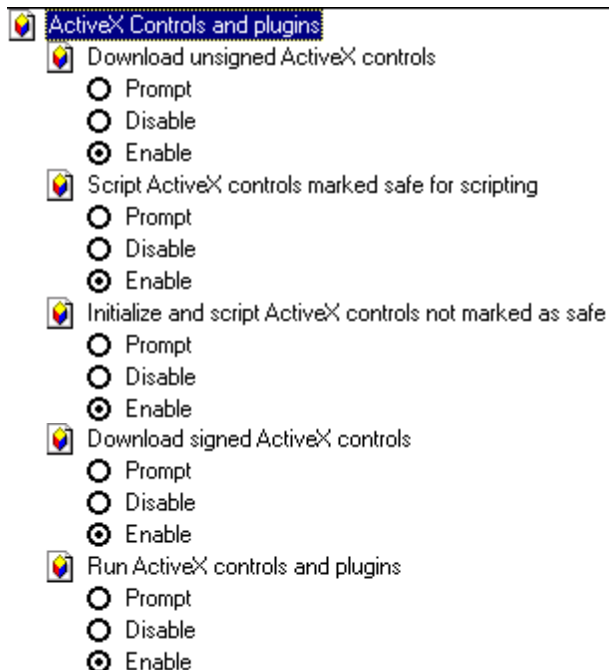 ActiveX Controls and plugins
Download unsigned ActiveX controls
Prompt
Disable
Enable
Script ActiveX controls marked safe for scripting
Prompt
Disable
Enable
Initialize and script ActiveX controls not marked as safe
Prompt
Disable
Enable
Download signed ActiveX controls
Prompt
Disable
Enable
Run ActiveX controls and plugins
Prompt
Disable
Enable